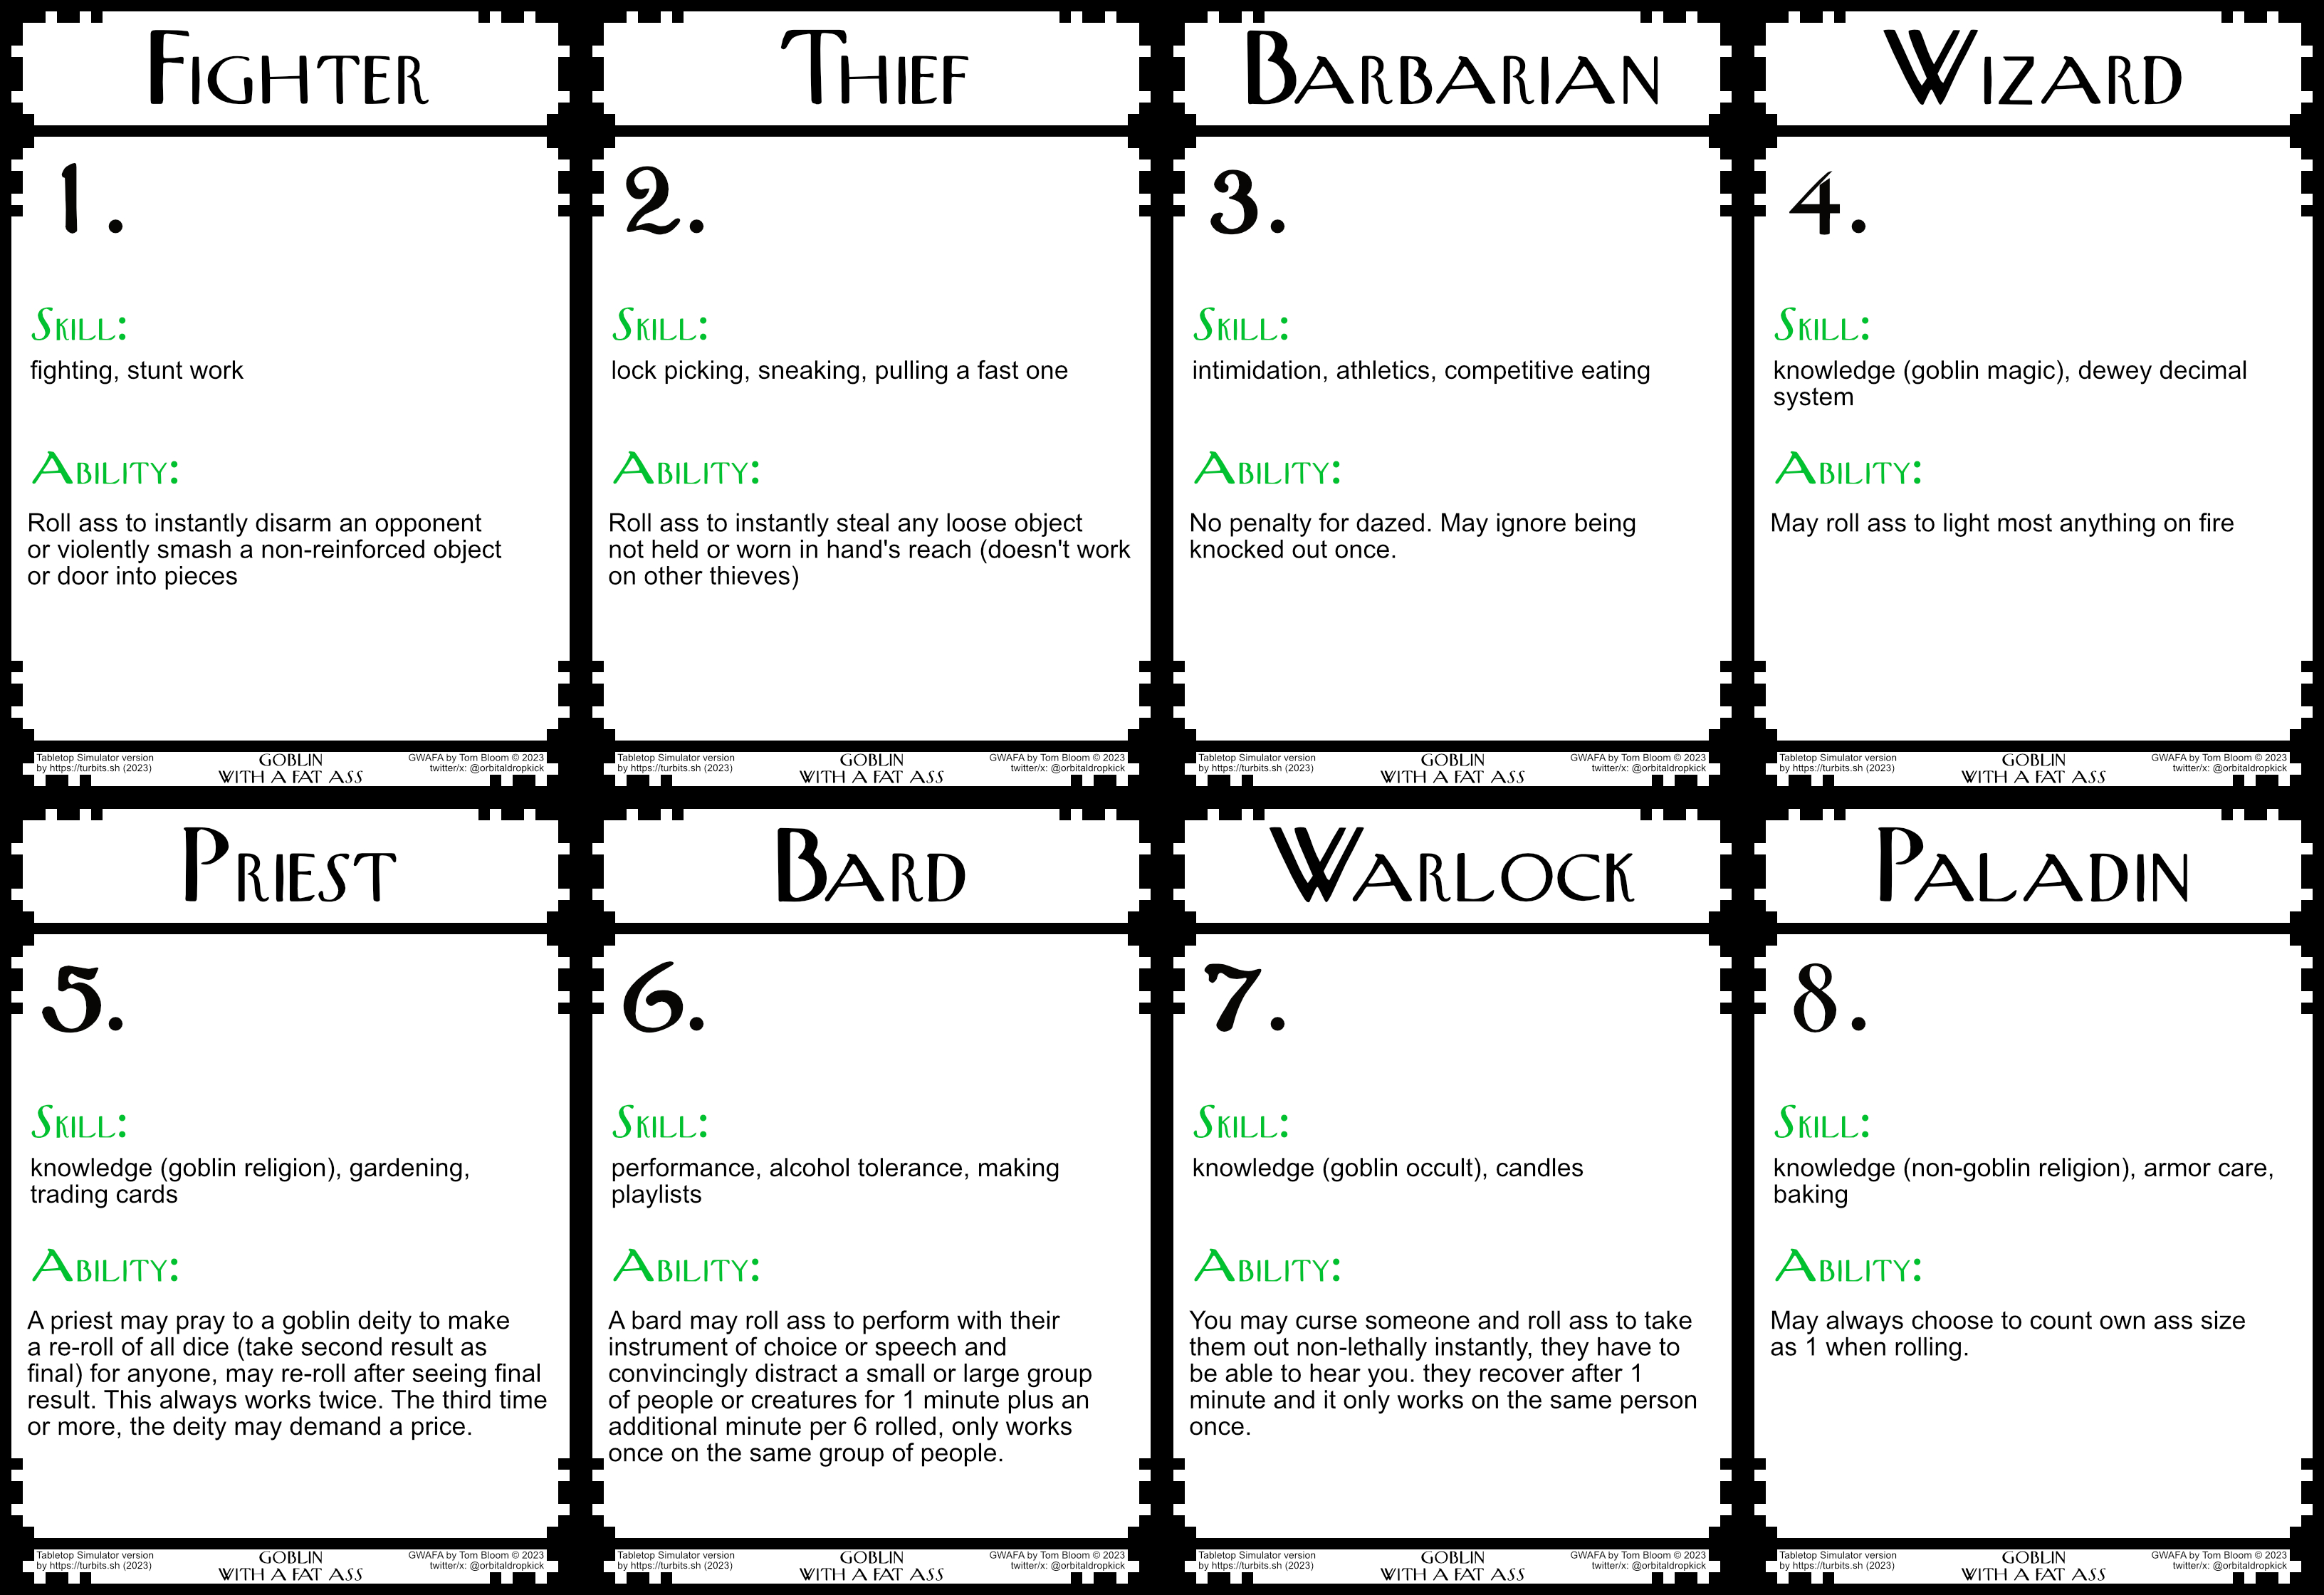 Fighter
1.
Skill:
fighting, stunt work
Ability:
Roll ass to instantly disarm an opponent
or violently smash a non-reinforced object
or door into pieces
Tabletop Simulator version
by https://turbits.sh (2023)
Goblin
with a fat ass
GWAFA by Tom Bloom © 2023
twitter/x: @orbitaldropkick
Thief
2.
Skill:
lock picking, sneaking, pulling a fast one
Ability:
Roll ass to instantly steal any loose object
not held or worn in hand's reach (doesn't work
on other thieves)
Tabletop Simulator version
by https://turbits.sh (2023)
Goblin
with a fat ass
GWAFA by Tom Bloom © 2023
twitter/x: @orbitaldropkick
Barbarian
3.
Skill:
intimidation, athletics, competitive eating
Ability:
No penalty for dazed. May ignore being
knocked out once.
Tabletop Simulator version
by https://turbits.sh (2023)
Goblin
with a fat ass
GWAFA by Tom Bloom © 2023
twitter/x: @orbitaldropkick
Wizard
4.
Skill:
knowledge (goblin magic), dewey decimal
system
Ability:
May roll ass to light most anything on fire
Tabletop Simulator version
by https://turbits.sh (2023)
Goblin
with a fat ass
GWAFA by Tom Bloom © 2023
twitter/x: @orbitaldropkick
Priest
5.
Skill:
knowledge (goblin religion), gardening,
trading cards
Ability:
A priest may pray to a goblin deity to make
a re-roll of all dice (take second result as
final) for anyone, may re-roll after seeing final
result. This always works twice. The third time
or more, the deity may demand a price.
Tabletop Simulator version
by https://turbits.sh (2023)
Goblin
with a fat ass
GWAFA by Tom Bloom © 2023
twitter/x: @orbitaldropkick
Bard
6.
Skill:
performance, alcohol tolerance, making
playlists
Ability:
A bard may roll ass to perform with their
instrument of choice or speech and
convincingly distract a small or large group
of people or creatures for 1 minute plus an
additional minute per 6 rolled, only works
once on the same group of people.
Tabletop Simulator version
by https://turbits.sh (2023)
Goblin
with a fat ass
GWAFA by Tom Bloom © 2023
twitter/x: @orbitaldropkick
Warlock
7.
Skill:
knowledge (goblin occult), candles
Ability:
You may curse someone and roll ass to take
them out non-lethally instantly, they have to
be able to hear you. they recover after 1
minute and it only works on the same person
once.
Tabletop Simulator version
by https://turbits.sh (2023)
Goblin
with a fat ass
GWAFA by Tom Bloom © 2023
twitter/x: @orbitaldropkick
Paladin
8.
Skill:
knowledge (non-goblin religion), armor care,
baking
Ability:
May always choose to count own ass size
as 1 when rolling.
Tabletop Simulator version
by https://turbits.sh (2023)
Goblin
with a fat ass
GWAFA by Tom Bloom © 2023
twitter/x: @orbitaldropkick